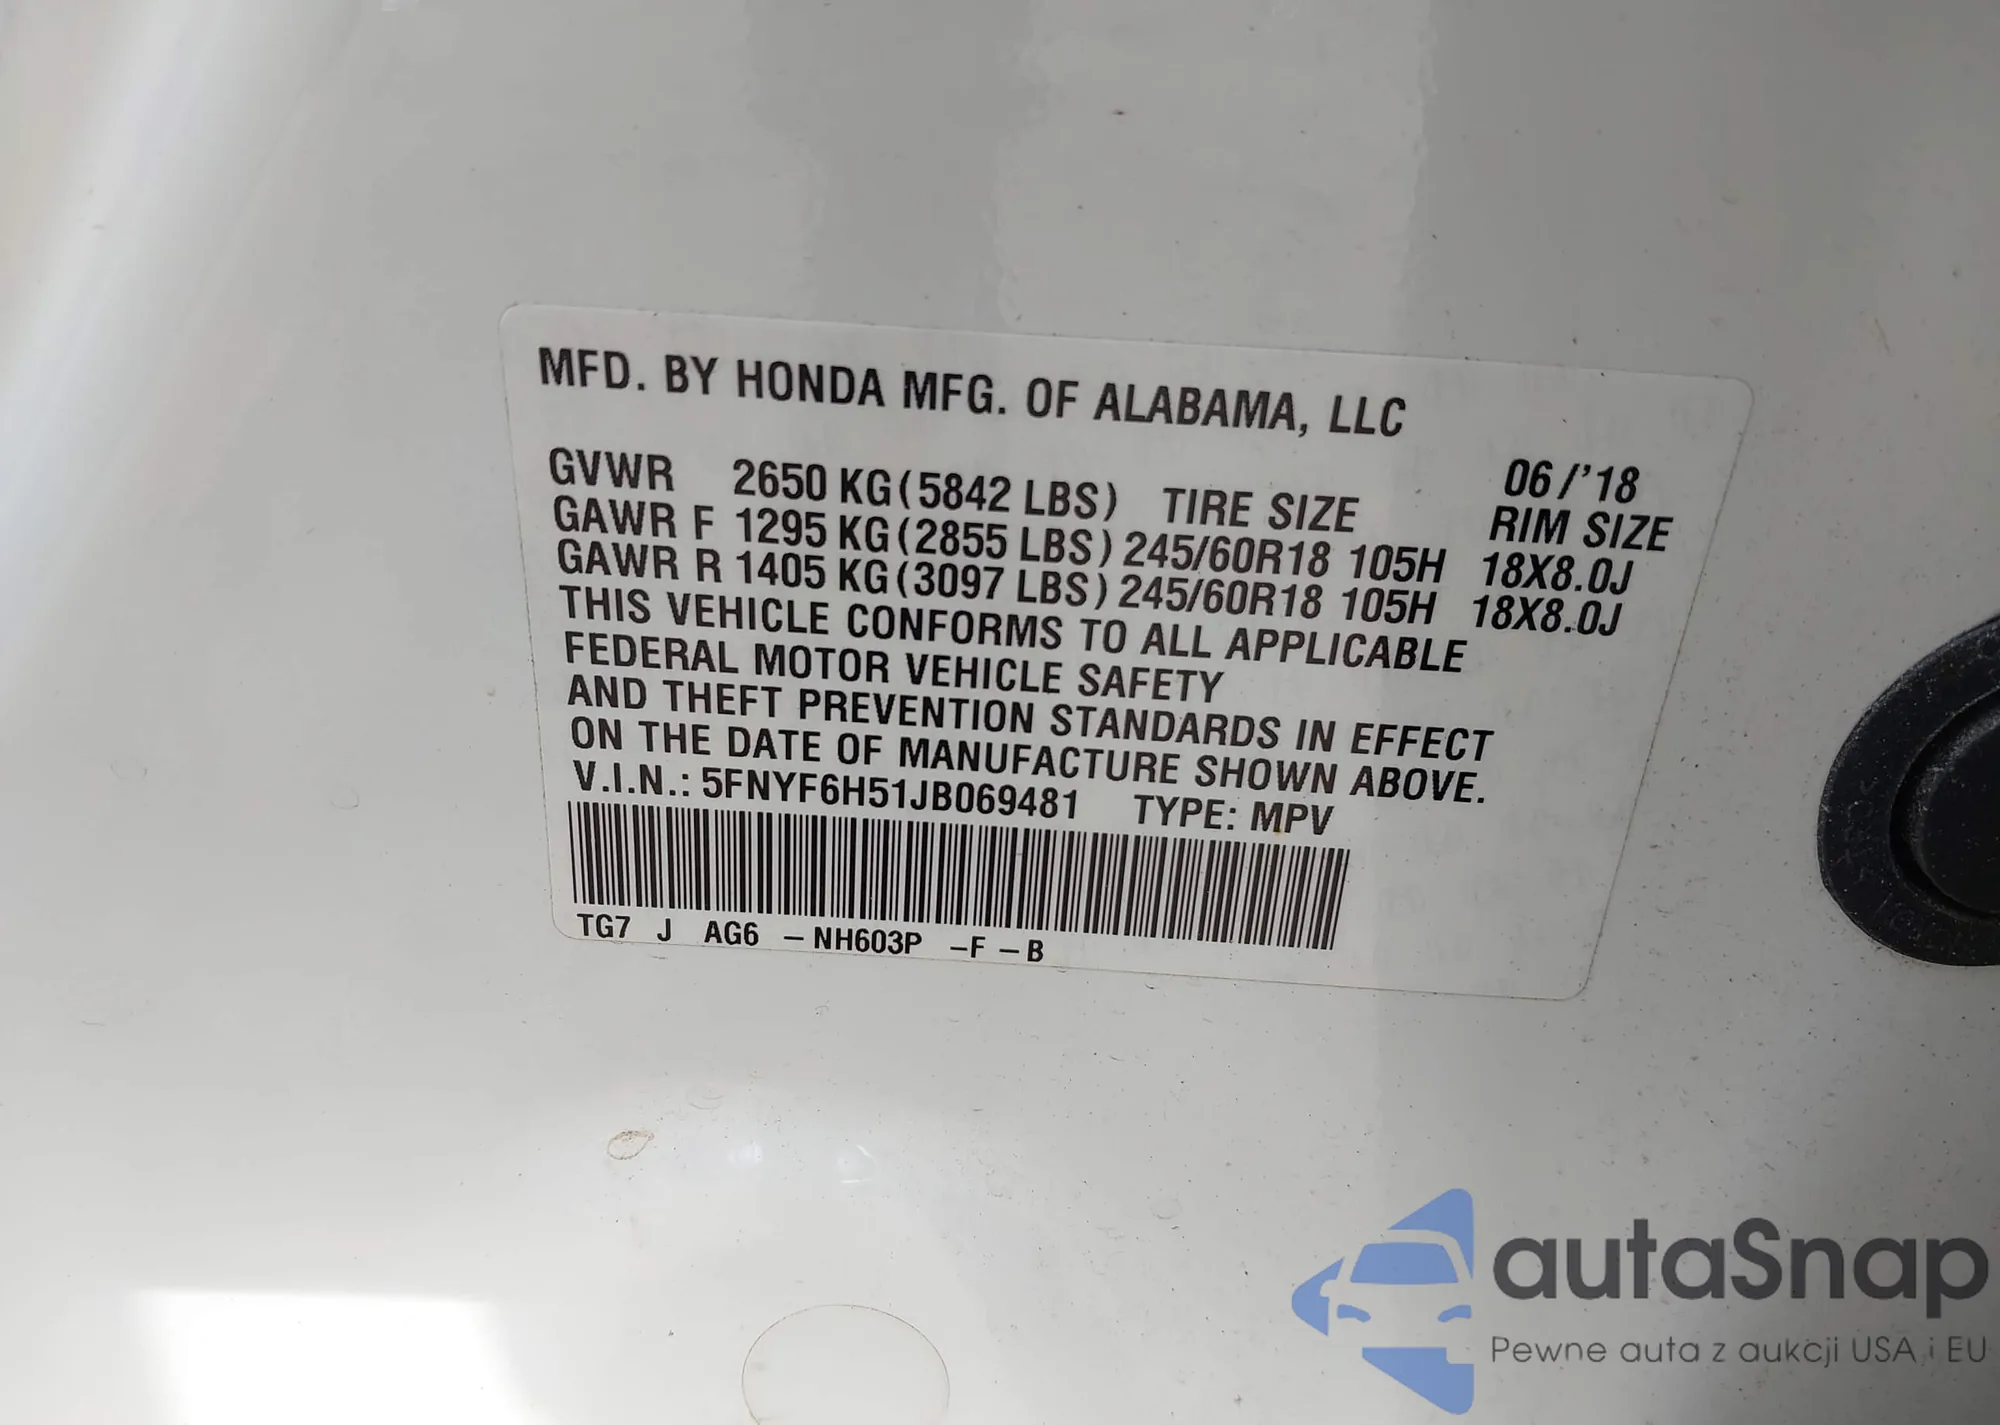 MFD. BY HONDA MFG. OF ALABAMA, LLC
06/'18
GVWR 2650 KG(5842 LBS) TIRE SIZE RIM SIZE
GAWR F 1295 KG(2855 LBS) 245/60R18 105H 18X8.0J
GAWR R 1405 KG(3097 LBS) 245/60R18 105H 18X8.0J
THIS VEHICLE CONFORMS TO ALL APPLICABLE
FEDERAL MOTOR VEHICLE SAFETY
AND THEFT PREVENTION STANDARDS IN EFFECT
ON THE DATE OF MANUFACTURE SHOWN ABOVE.
V.I.N.: 5FNYF6H51JB069481 TYPE: MPV
TG7 J AG6 -NH603P -F -B
autaSnap
Pewne auta z aukcji USA i EU